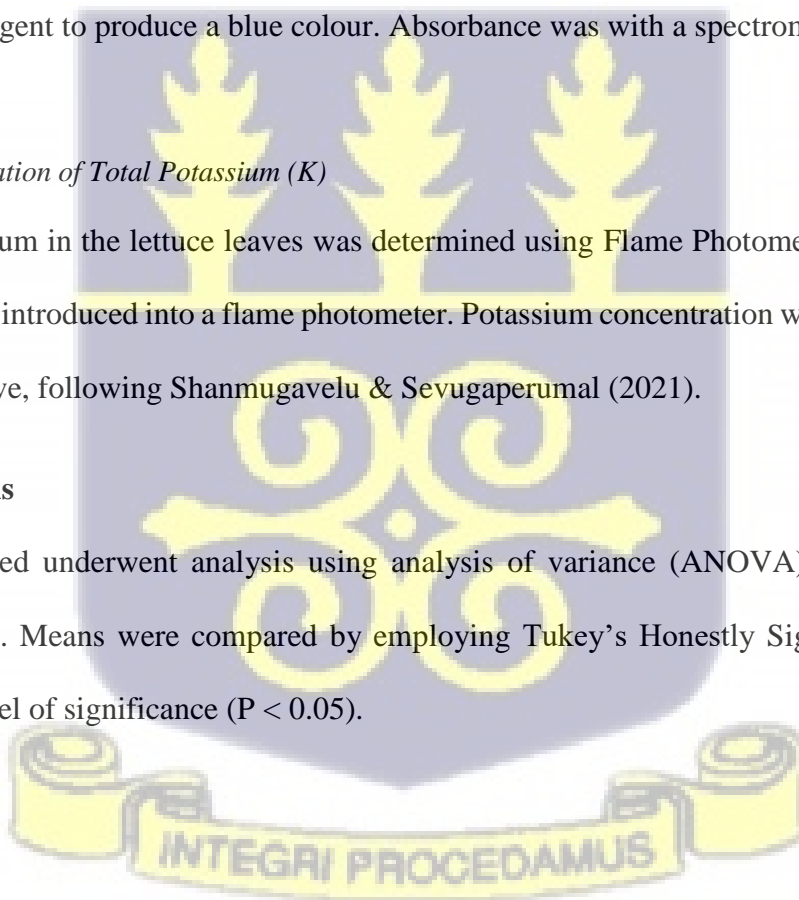 gent to produce a blue colour. Absorbance was with a spectron
ation of Total Potassium (K)
um in the lettuce leaves was determined using Flame Photome
introduced into a flame photometer. Potassium concentration w
ve, following Shanmugavelu & Sevugaperumal (2021).
is
ed underwent analysis using analysis of variance (ANOVA)
. Means were compared by employing Tukey’s Honestly Sig
el of significance (P < 0.05).
INTEGRI PROCEDAMUS